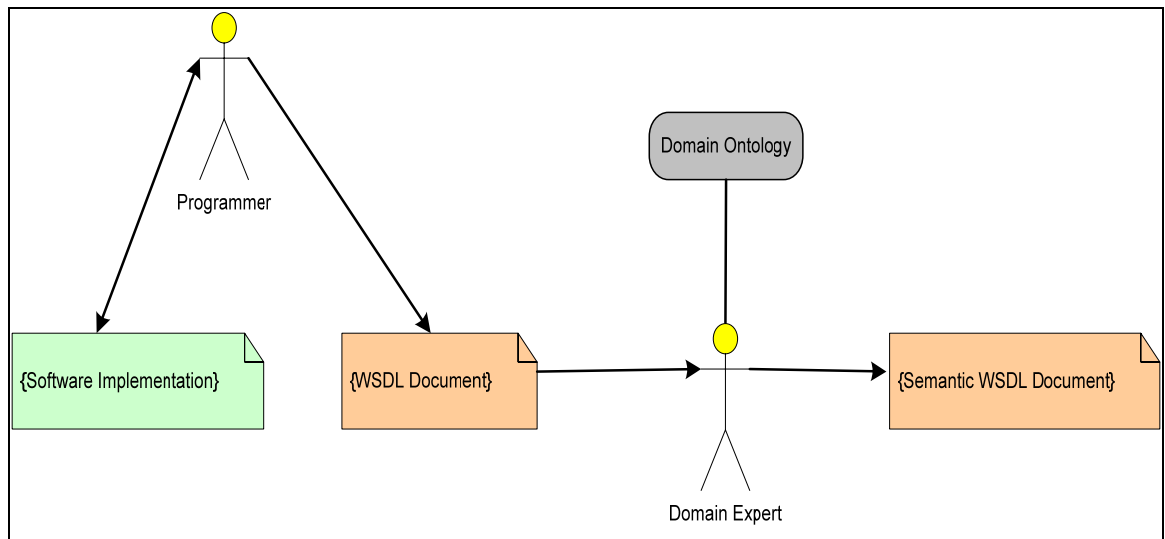 Programmer
Domain Ontology
{Software Implementation}
{WSDL Document}
{Semantic WSDL Document}
Domain Expert